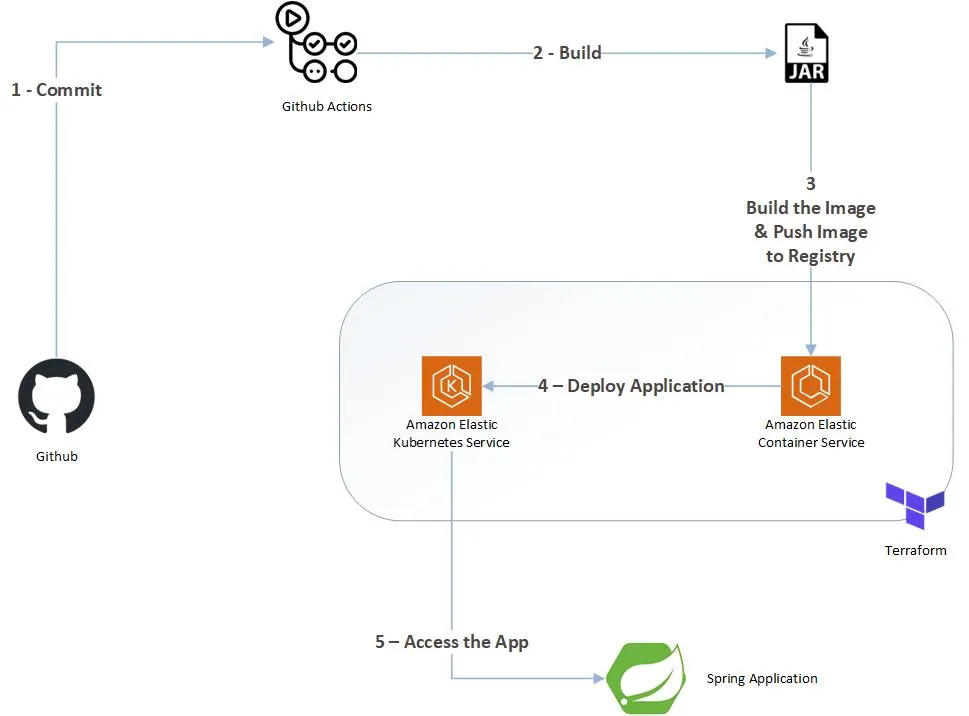 1 - Commit
Github Actions
2 - Build
JAR
3
Build the Image
& Push Image
to Registry
Github
4 – Deploy Application
Amazon Elastic
Kubernetes Service
Amazon Elastic
Container Service
K
Terraform
5 – Access the App
Spring Application